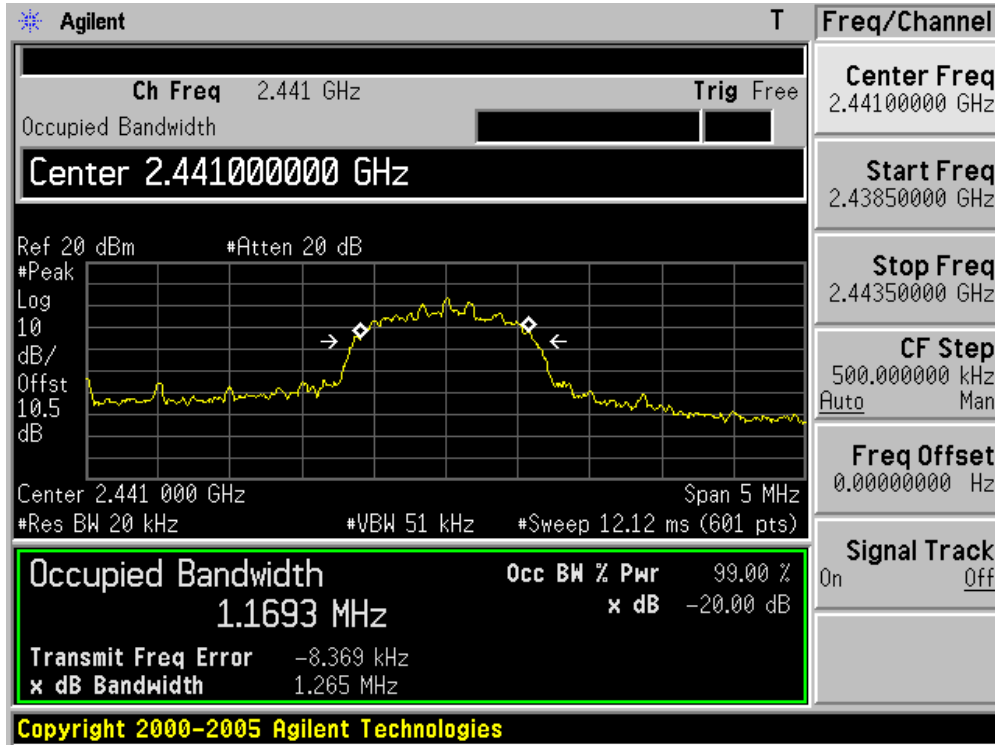 Agilent T
Freq/Channel
Ch Freq 2.441 GHz Trig Free
Occupied Bandwidth
Center 2.441000000 GHz
Ref 20 dBm #Atten 20 dB
#Peak
Log
10
dB/
Offst
10.5
dB
Center 2.441 000 GHz Span 5 MHz
#Res BW 20 kHz #VBW 51 kHz #Sweep 12.12 ms (601 pts)
Occupied Bandwidth Occ BW % Pwr 99.00 %
1.1693 MHz x dB -20.00 dB
Transmit Freq Error -8.369 kHz
x dB Bandwidth 1.265 MHz
Copyright 2000-2005 Agilent Technologies
Center Freq
2.44100000 GHz
Start Freq
2.43850000 GHz
Stop Freq
2.44350000 GHz
CF Step
500.000000 kHz
Auto Man
Freq Offset
0.00000000 Hz
Signal Track
On Off